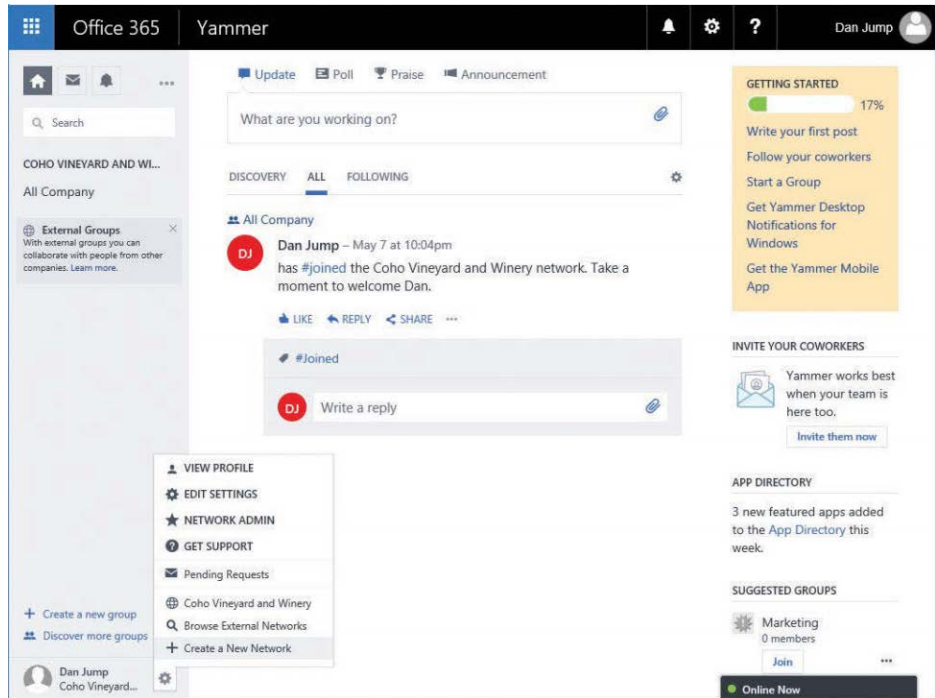 Office 365
Yammer
?
Dan Jump
Search
COHO VINEYARD AND WI...
All Company
External Groups
With external groups you can
collaborate with people from other
companies. Learn more.
+ Create a new group
Discover more groups
Dan Jump
Coho Vineyard...
Update
Poll
Praise
Announcement
What are you working on?
DISCOVERY
ALL
FOLLOWING
All Company
DJ
Dan Jump – May 7 at 10:04pm
has #joined the Coho Vineyard and Winery network. Take a
moment to welcome Dan.
LIKE
REPLY
SHARE
...
#Joined
DJ
Write a reply
VIEW PROFILE
EDIT SETTINGS
NETWORK ADMIN
GET SUPPORT
Pending Requests
Coho Vineyard and Winery
Browse External Networks
+ Create a New Network
GETTING STARTED
17%
Write your first post
Follow your coworkers
Start a Group
Get Yammer Desktop
Notifications for
Windows
Get the Yammer Mobile
App
INVITE YOUR COWORKERS
Yammer works best
when your team is
here too.
Invite them now
APP DIRECTORY
3 new featured apps added
to the App Directory this
week.
SUGGESTED GROUPS
Marketing
0 members
Join
...
Online Now